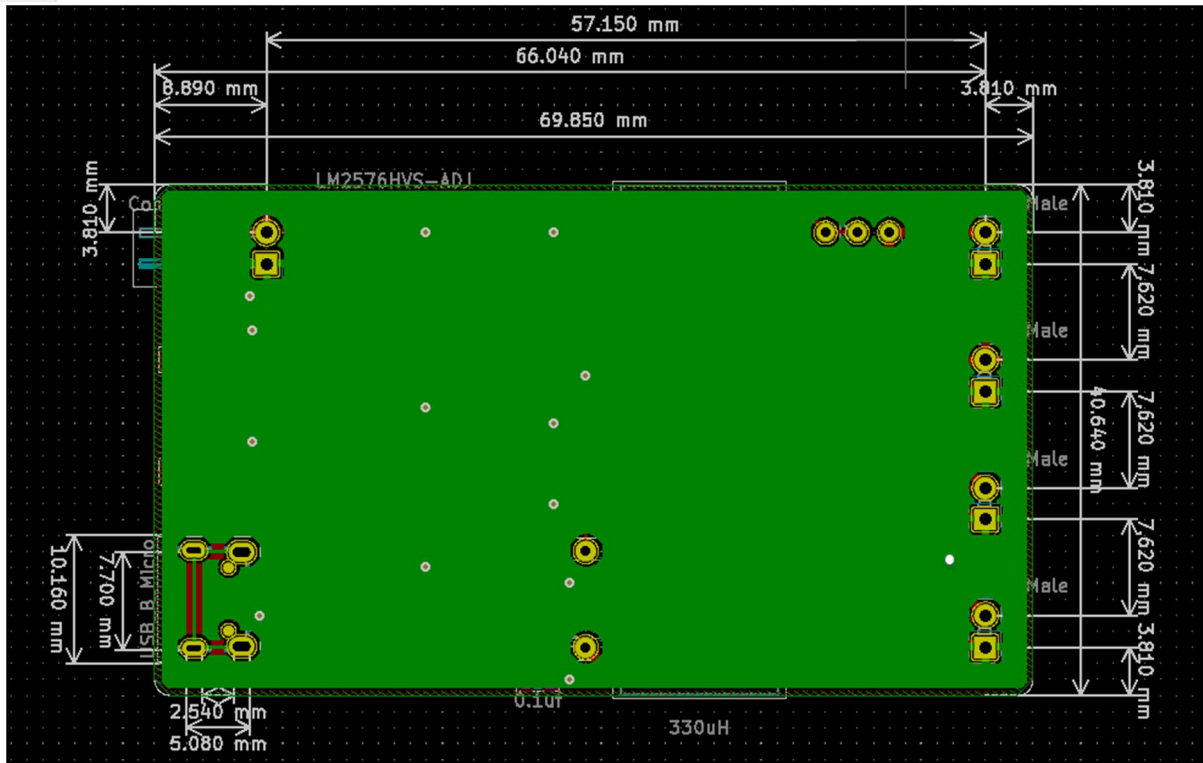 57.150 mm
66.040 mm
8.890 mm
3.810 mm
69.850 mm
LM2576HVS-ADJ
3.810 mm
Co
Male
3.810 mm
7.620 mm
Male
7.620 mm
40.640 mm
Male
7.620 mm
Male
3.810 mm
10.160 mm
7.700 mm
USB_B_Micro
2.540 mm
5.080 mm
0.1uf
330uH